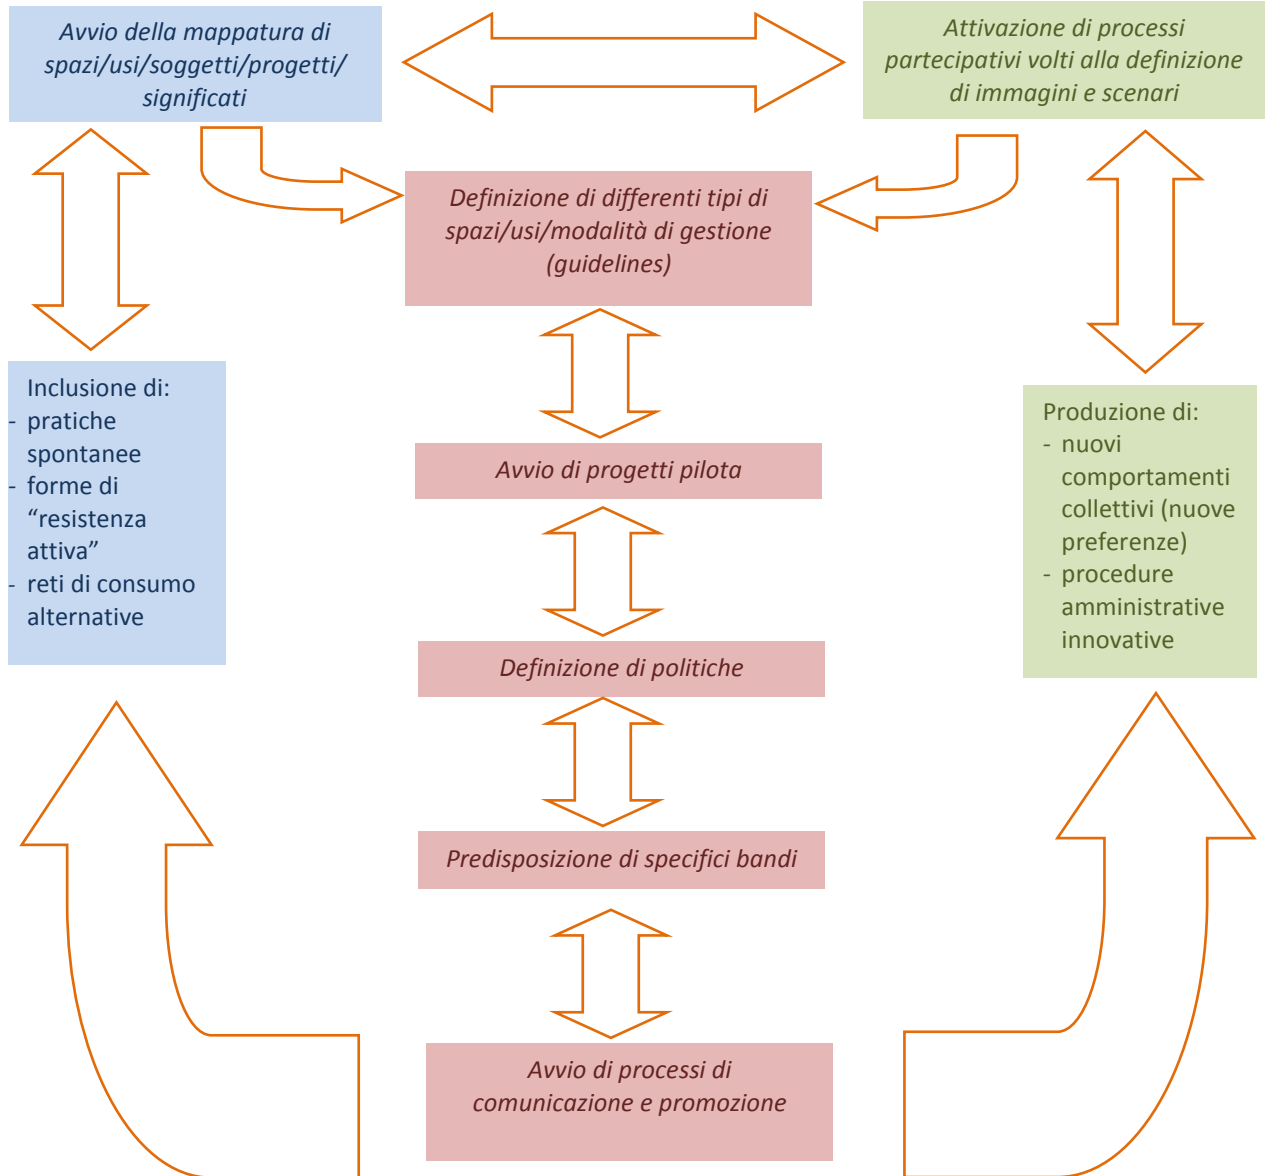 Avvio della mappatura di
spazi/usi/soggetti/progetti/
significati
Attivazione di processi
partecipativi volti alla definizione
di immagini e scenari
Definizione di differenti tipi di
spazi/usi/modalità di gestione
(guidelines)
Inclusione di:
- pratiche
spontanee
- forme di
“resistenza
attiva”
- reti di consumo
alternative
Produzione di:
- nuovi
comportamenti
collettivi (nuove
preferenze)
- procedure
amministrative
innovative
Avvio di progetti pilota
Definizione di politiche
Predisposizione di specifici bandi
Avvio di processi di
comunicazione e promozione